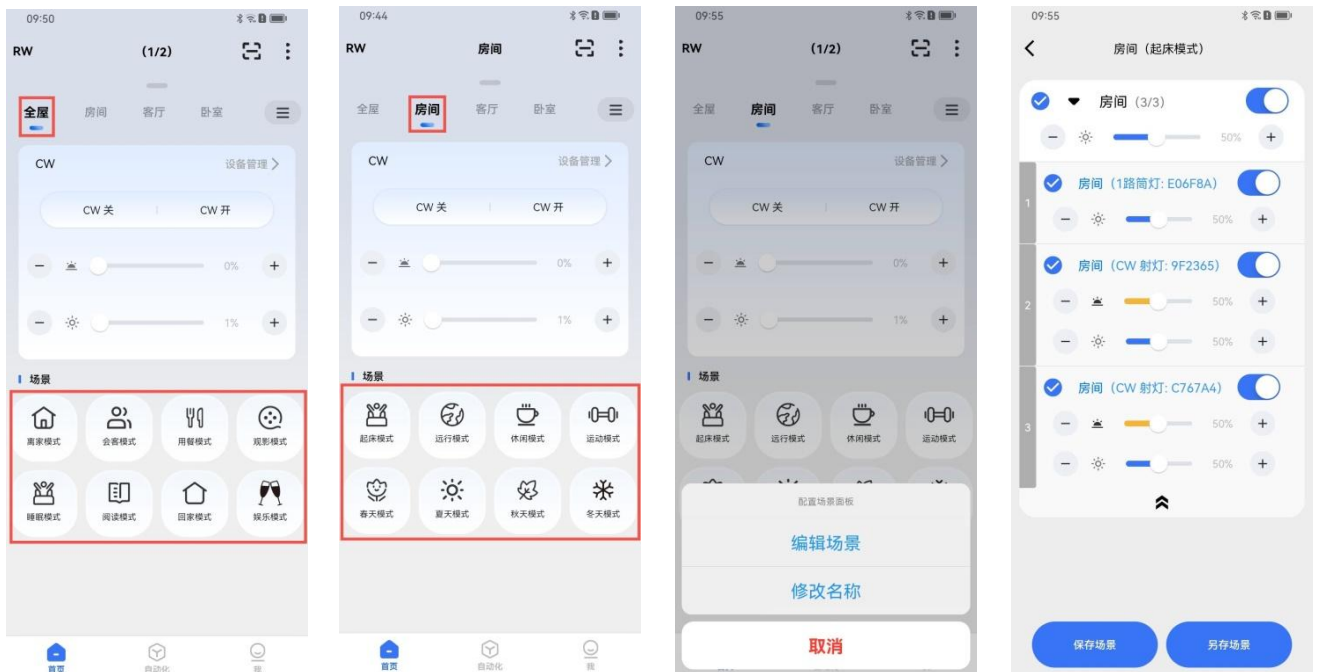 09:50
RW
(1/2)
全屋
房间
客厅
卧室
CW
设备管理 >
CW 关
CW 开
0%
1%
场景
离家模式
会客模式
用餐模式
观影模式
睡眠模式
阅读模式
回家模式
娱乐模式
首页
自动化
我
09:44
RW
房间
全屋
房间
客厅
卧室
CW
设备管理 >
CW 关
CW 开
0%
1%
场景
起床模式
远行模式
休闲模式
运动模式
春天模式
夏天模式
秋天模式
冬天模式
首页
自动化
我
09:55
RW
(1/2)
全屋
房间
客厅
卧室
CW
设备管理 >
CW 关
CW 开
0%
1%
场景
起床模式
远行模式
休闲模式
运动模式
配置场景面板
编辑场景
修改名称
取消
09:55
房间（起床模式）
房间（3/3）
50%
1
房间（1路筒灯: E06F8A）
50%
2
房间（CW 射灯: 9F2365）
50%
50%
3
房间（CW 射灯: C767A4）
50%
50%
保存场景
另存场景